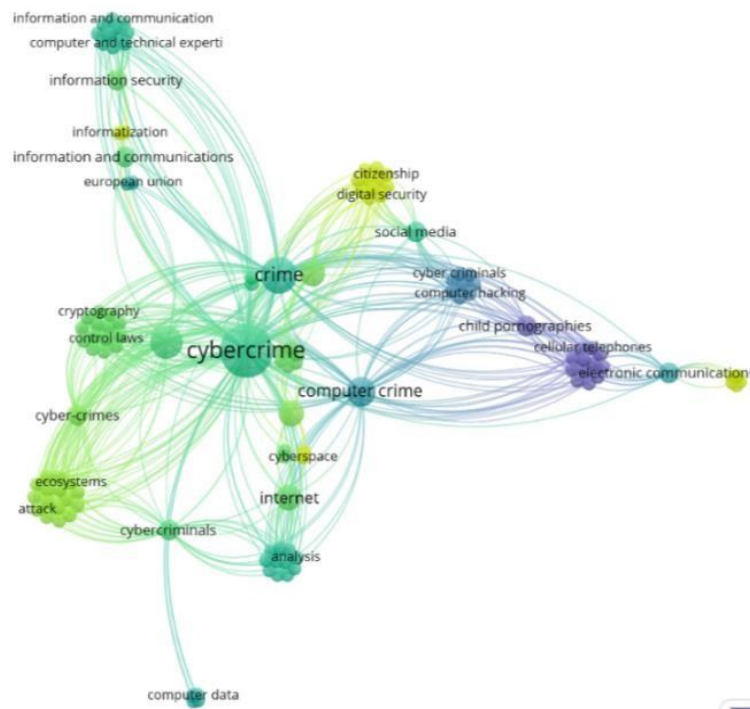 information and communication
computer and technical experti
information security
informatization
information and communications
european union
citizenship
digital security
social media
crime
cyber criminals
computer hacking
cryptography
child pornographies
control laws
cellular telephones
cybercrime
electronic communications
computer crime
cyber-crimes
cyberspace
ecosystems
internet
attack
cybercriminals
analysis
computer data